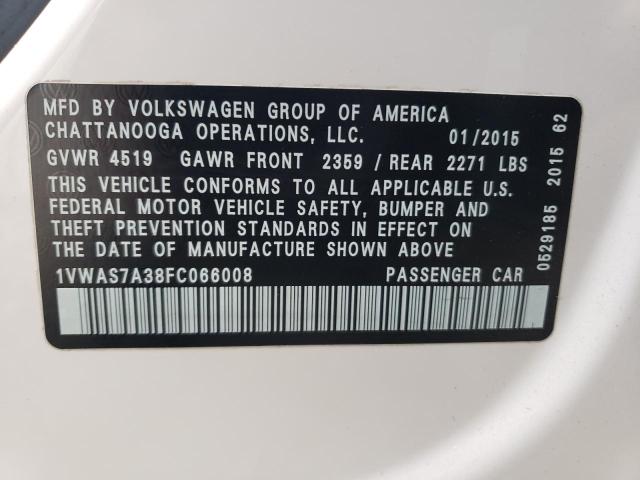 MFD BY VOLKSWAGEN GROUP OF AMERICA
CHATTANOOGA OPERATIONS, LLC. 01/2015
GVWR 4519 GAWR FRONT 2359 / REAR 2271 LBS
THIS VEHICLE CONFORMS TO ALL APPLICABLE U.S.
FEDERAL MOTOR VEHICLE SAFETY, BUMPER AND
THEFT PREVENTION STANDARDS IN EFFECT ON
THE DATE OF MANUFACTURE SHOWN ABOVE
1VWAS7A38FC066008 PASSENGER CAR
0529185 2015 62